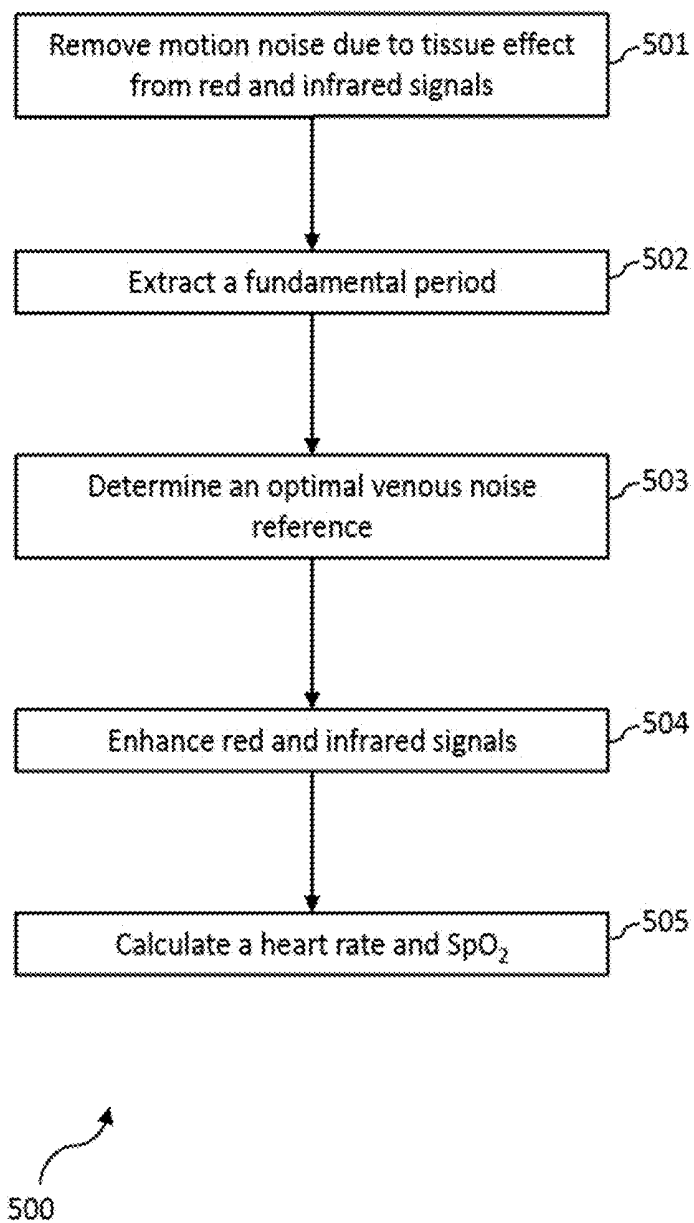 Remove motion noise due to tissue effect
from red and infrared signals
501
Extract a fundamental period
502
Determine an optimal venous noise
reference
503
Enhance red and infrared signals
504
Calculate a heart rate and SpO₂
505
500